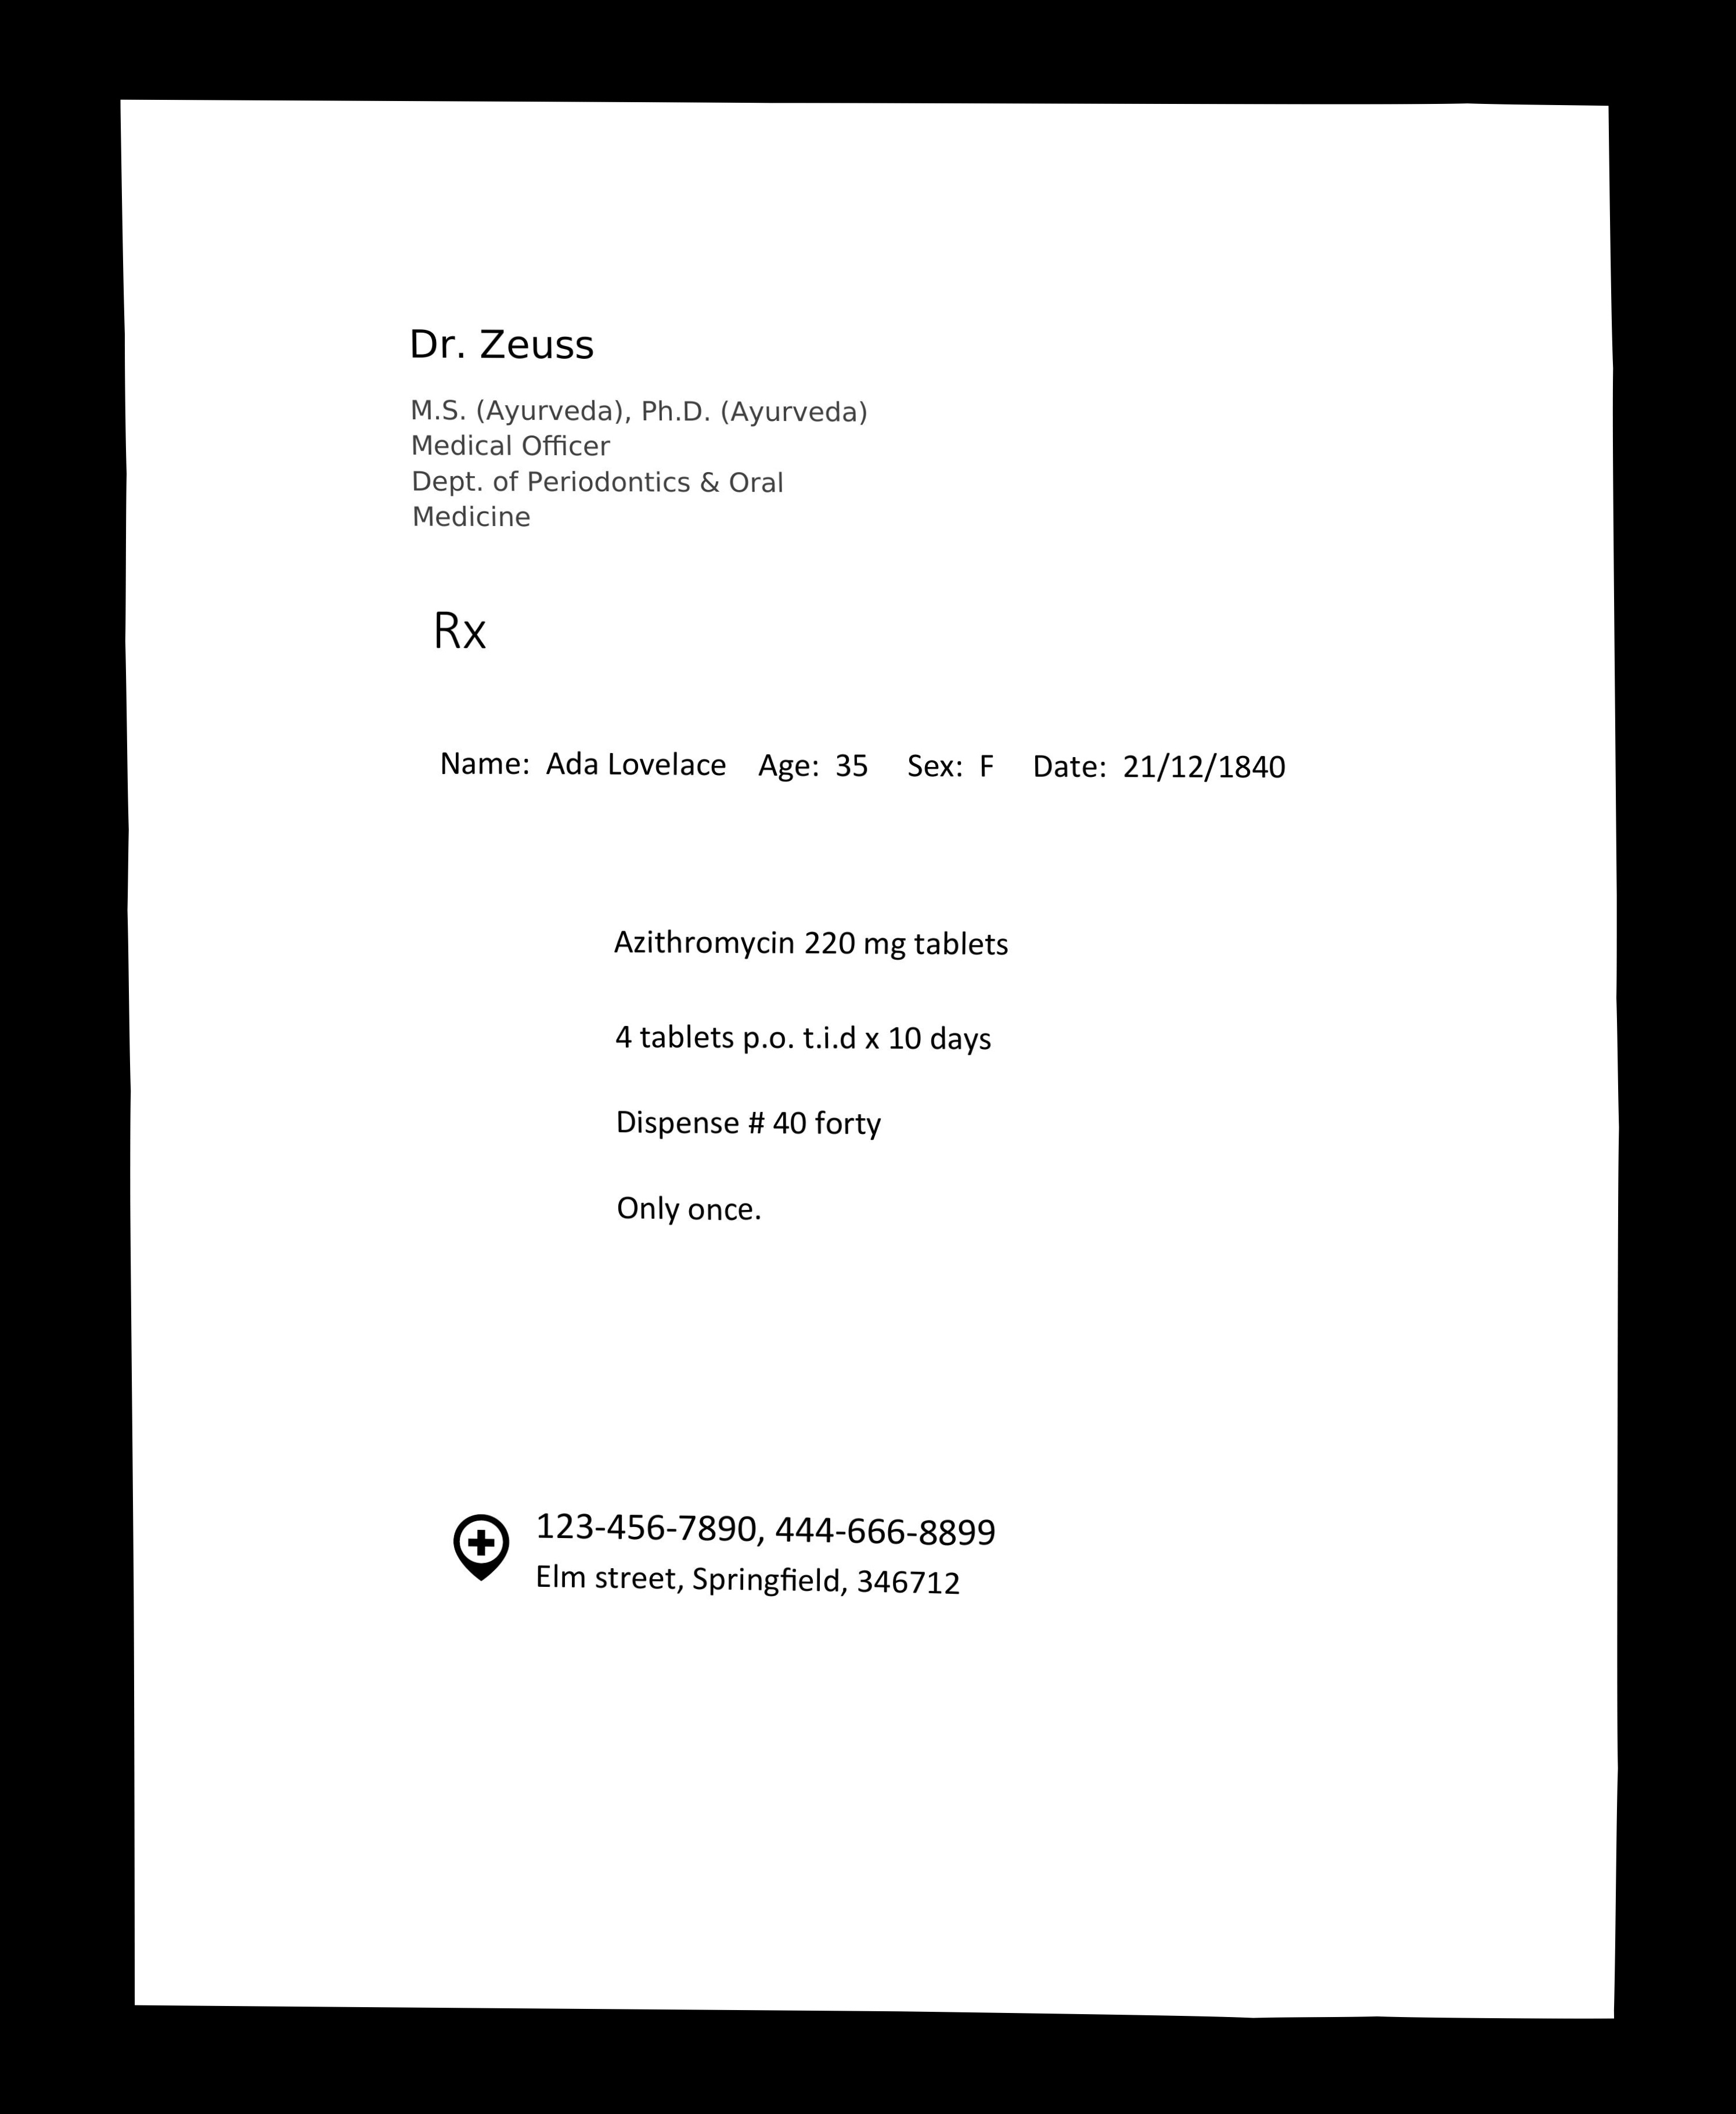 Dr. Zeuss
M.S. (Ayurveda), Ph.D. (Ayurveda)
Medical Officer
Dept. of Periodontics & Oral
Medicine
Rx
Name: Ada Lovelace Age: 35 Sex: F Date: 21/12/1840
Azithromycin 220 mg tablets
4 tablets p.o. t.i.d x 10 days
Dispense # 40 forty
Only once.
123-456-7890, 444-666-8899
Elm street, Springfield, 346712